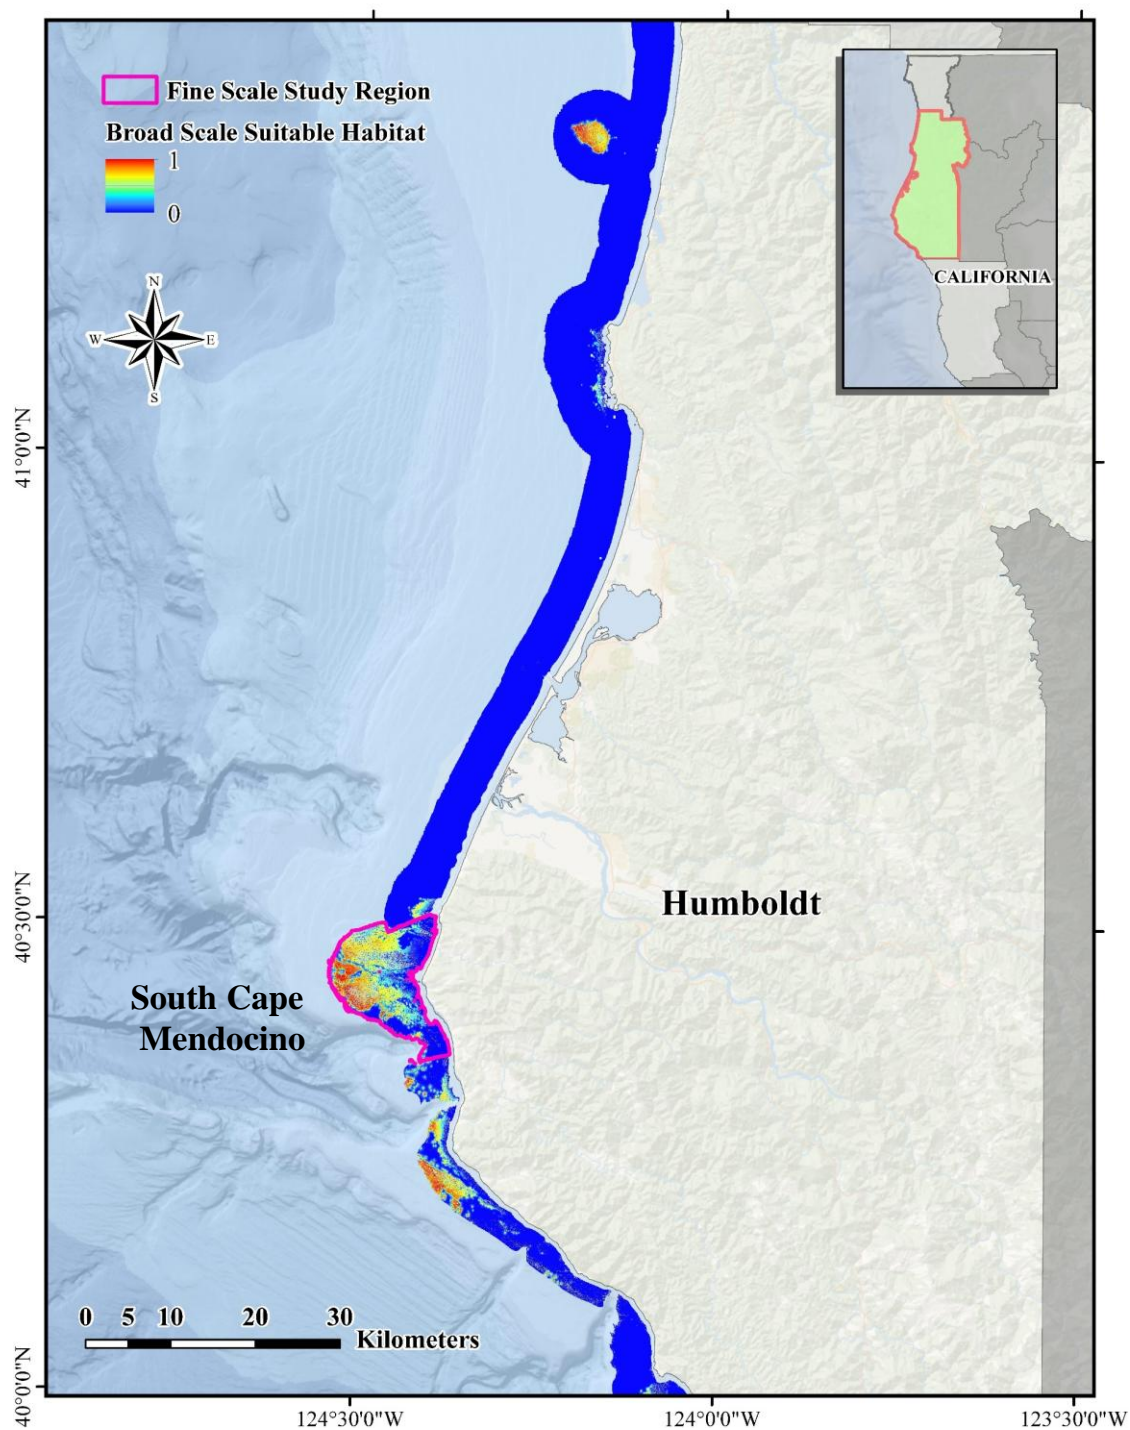 Fine Scale Study Region
Broad Scale Suitable Habitat
1
0
N
W E
S
CALIFORNIA
41°0'0"N
40°30'0"N
Humboldt
South Cape
Mendocino
0 5 10 20 30
Kilometers
40°0'0"N
124°30'0"W 124°0'0"W 123°30'0"W